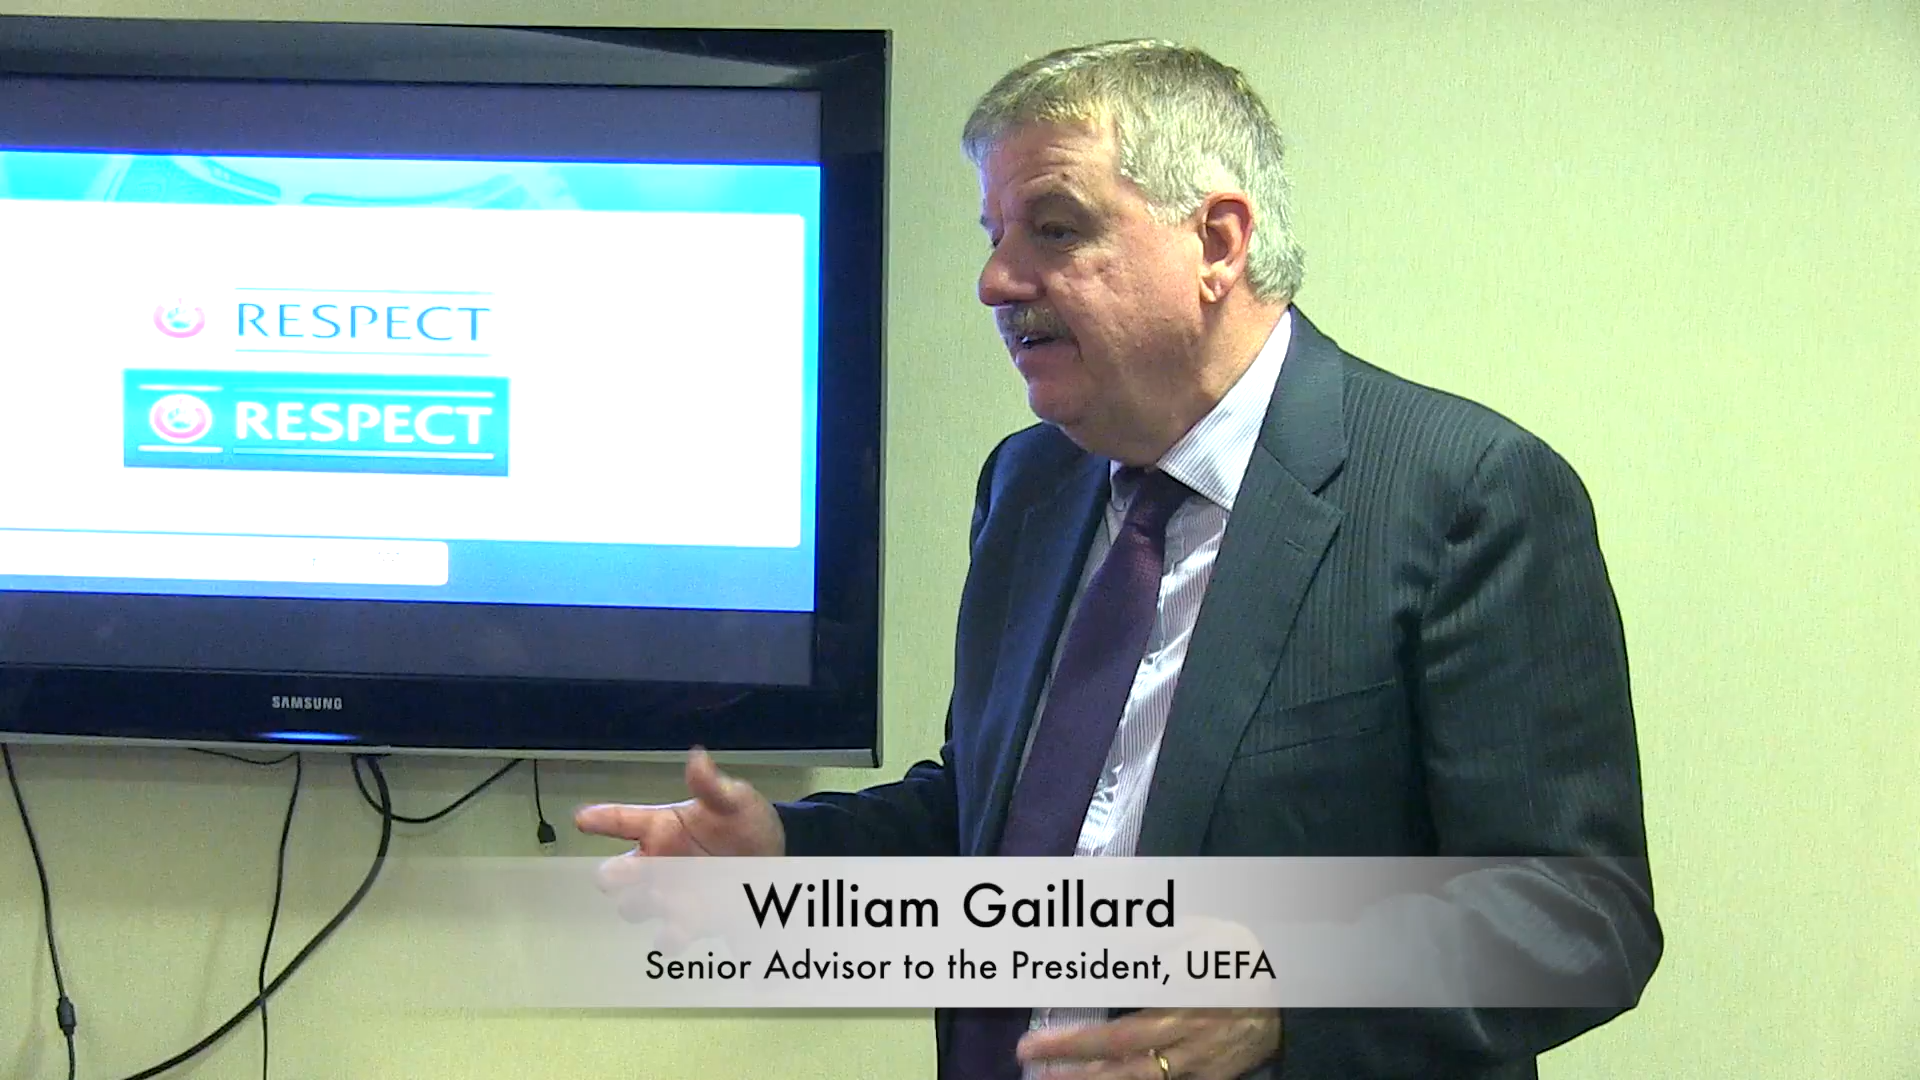 RESPECT
RESPECT
SAMSUNG
William Gaillard
Senior Advisor to the President, UEFA